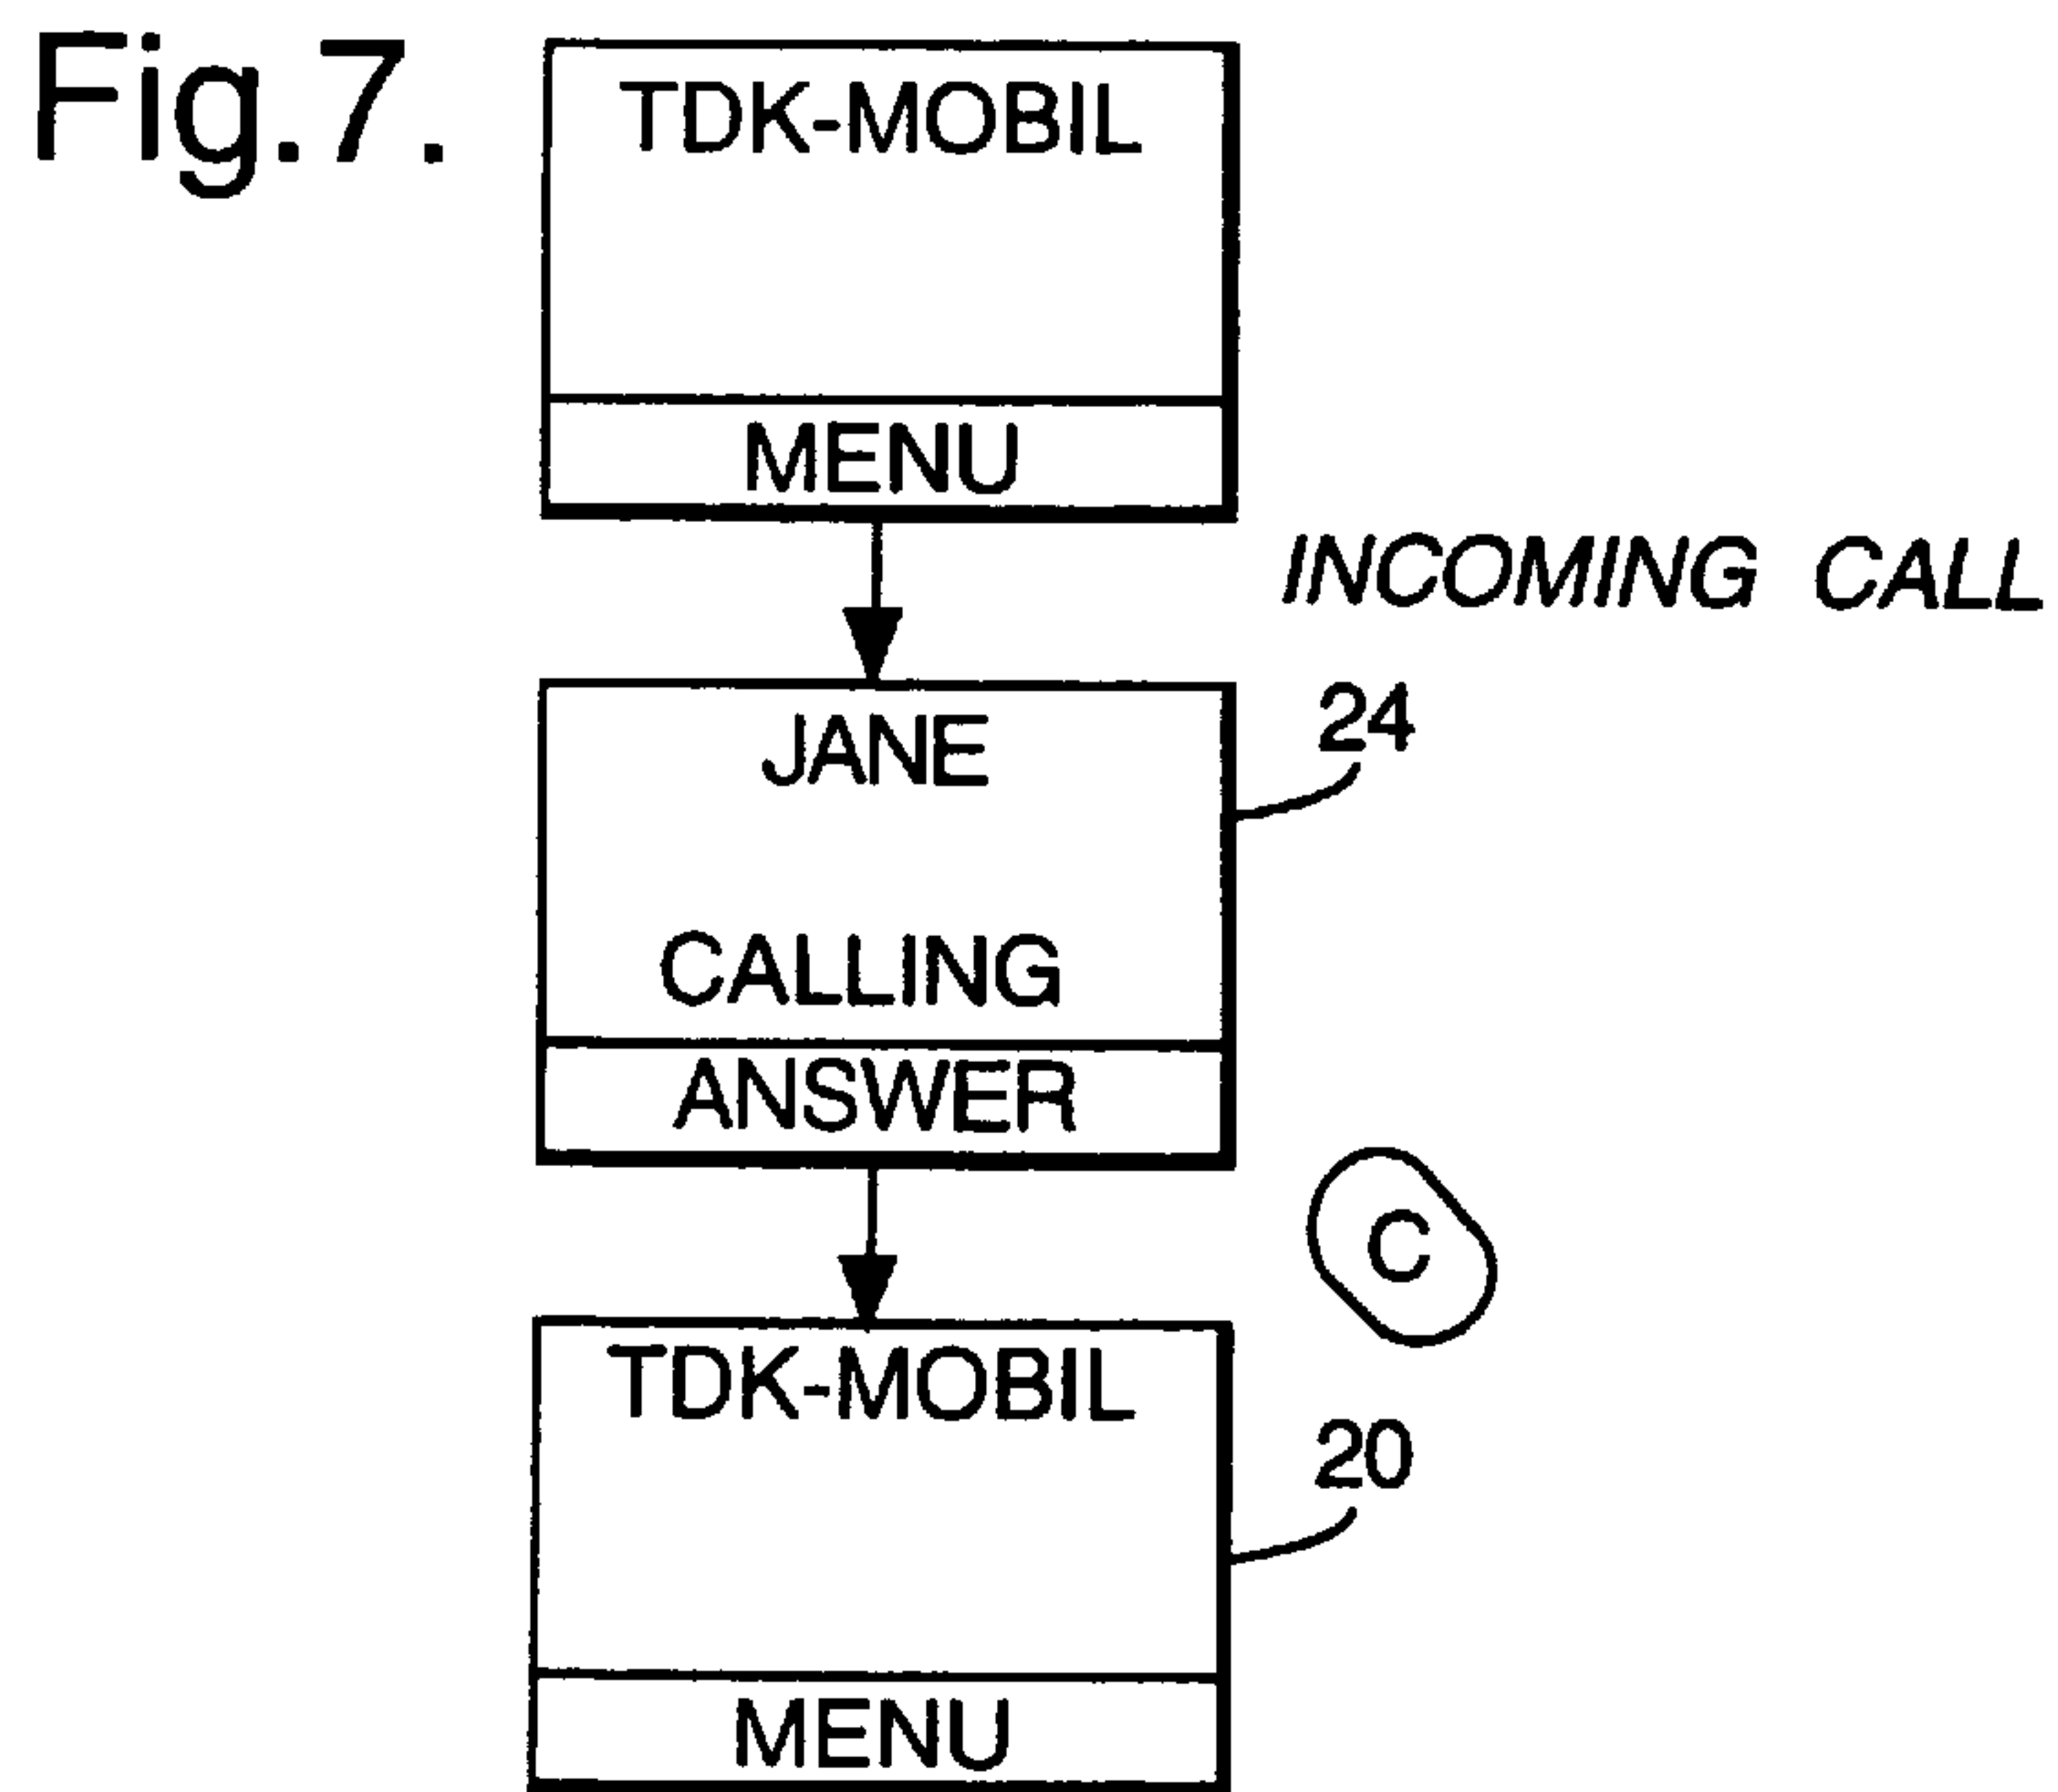 Fig.7.
TDK-MOBIL
MENU
INCOMING CALL
JANE
24
CALLING
ANSWER
C
TDK-MOBIL
20
MENU